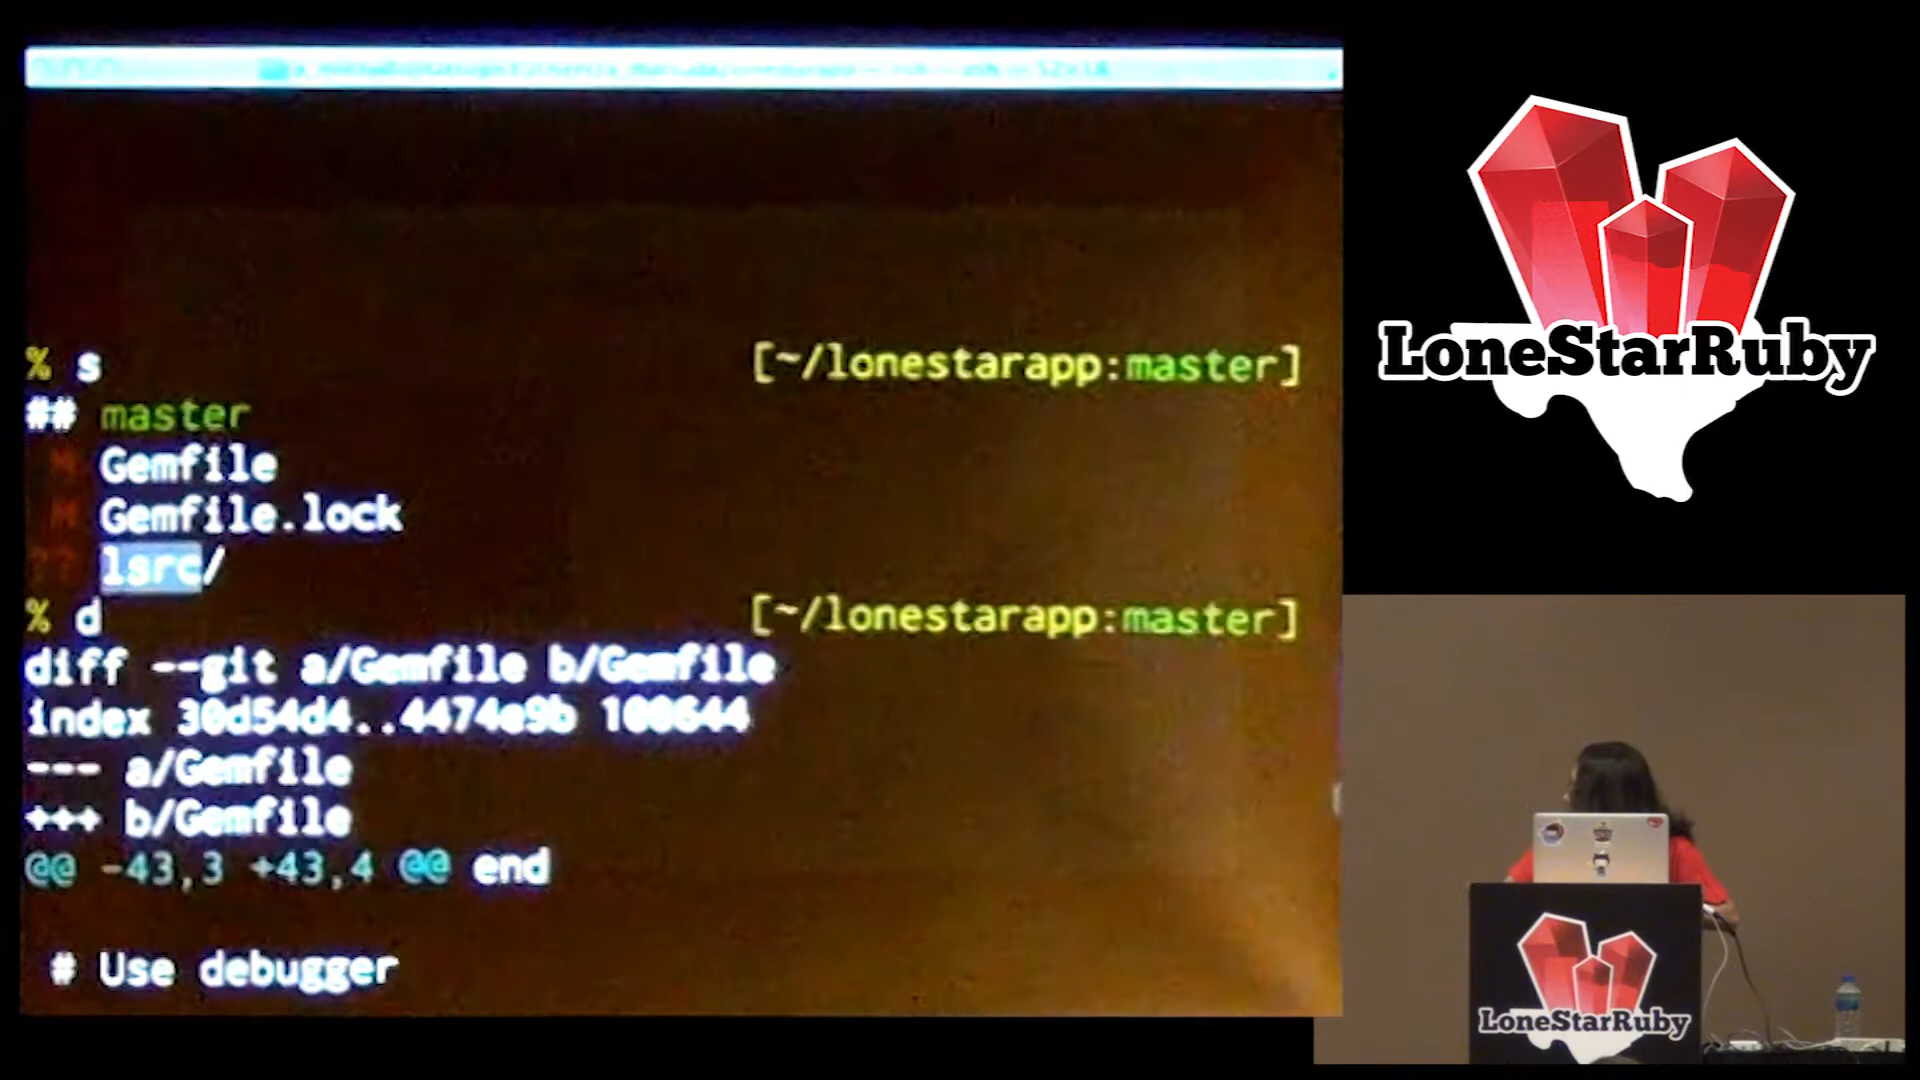 % s [~/lonestarapp:master]
## master
M Gemfile
M Gemfile.lock
?? lsrc/
% d [~/lonestarapp:master]
diff --git a/Gemfile b/Gemfile
index 30d54d4..4474e9b 100644
--- a/Gemfile
+++ b/Gemfile
@@ -43,3 +43,4 @@ end
# Use debugger
LoneStarRuby
LoneStarRuby